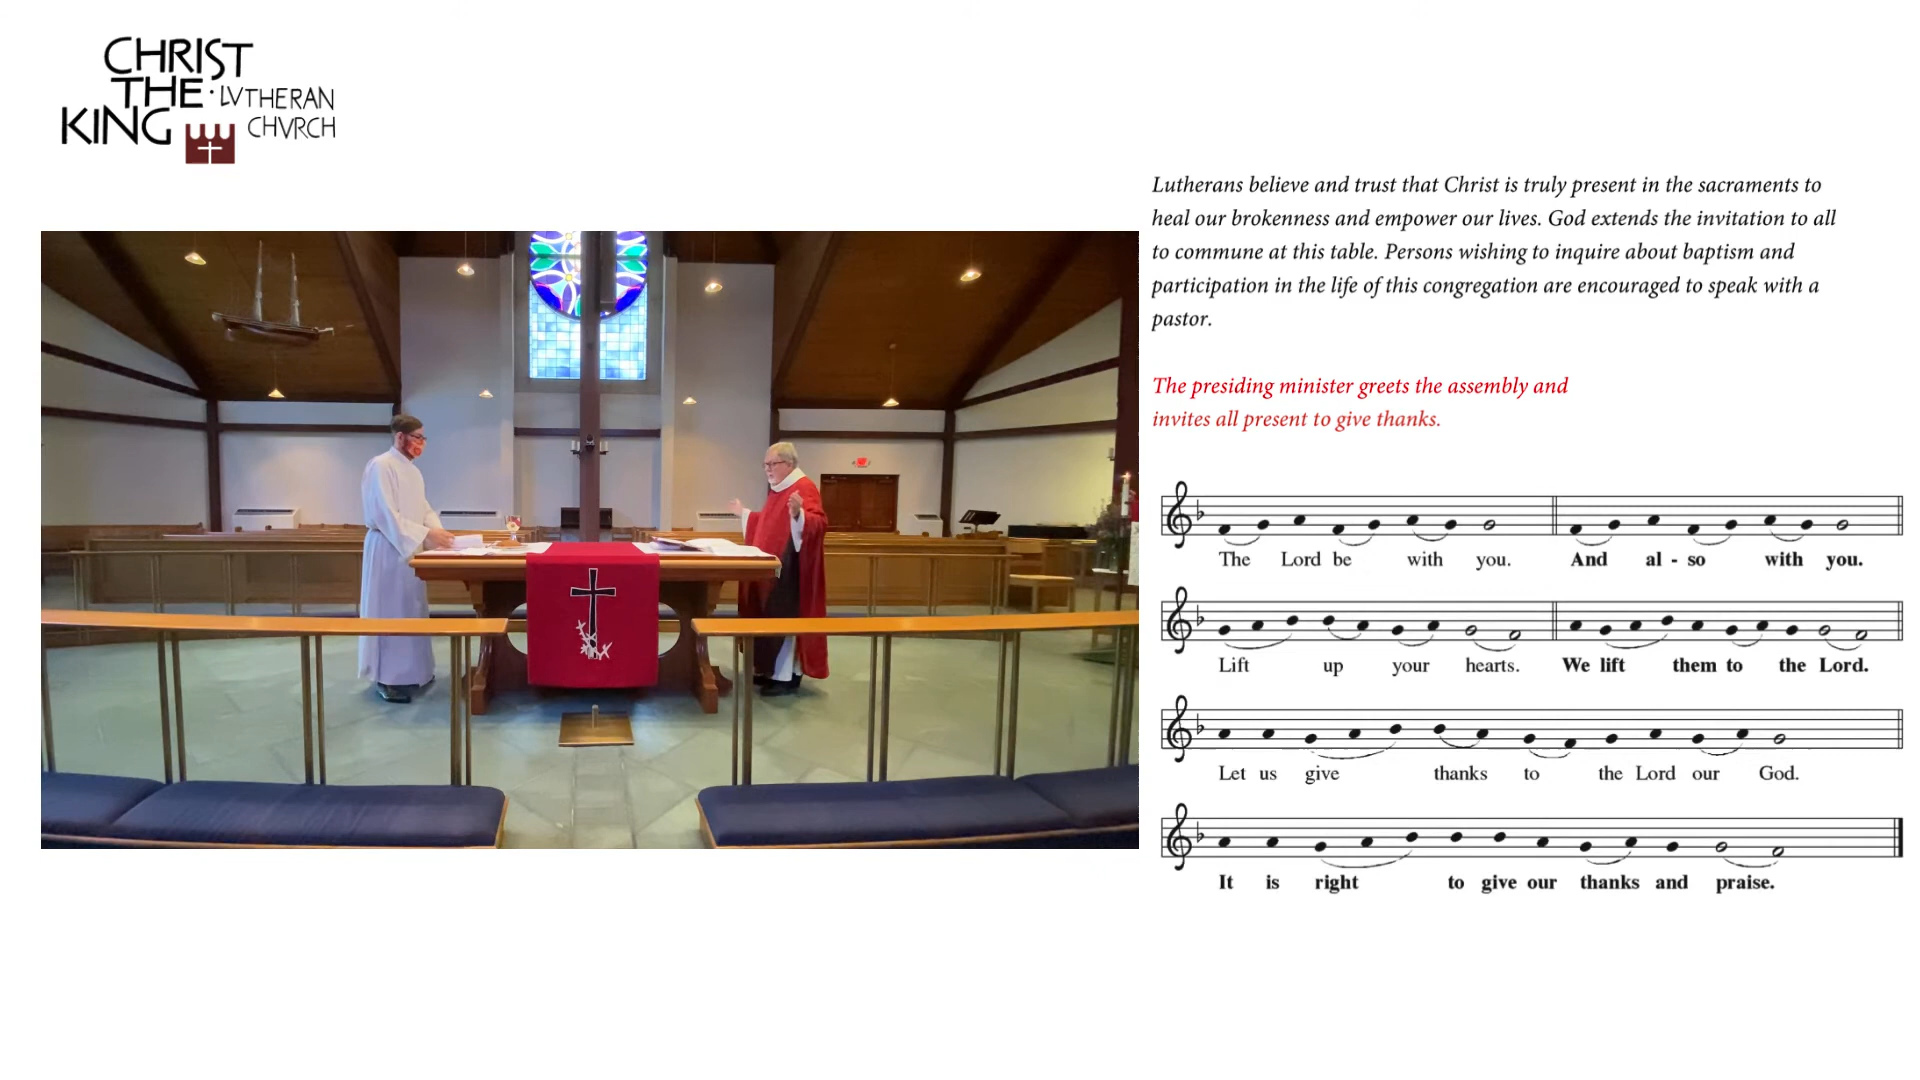 CHRIST
THE · LVTHERAN
KING CHVRCH
Lutherans believe and trust that Christ is truly present in the sacraments to
heal our brokenness and empower our lives. God extends the invitation to all
to commune at this table. Persons wishing to inquire about baptism and
participation in the life of this congregation are encouraged to speak with a
pastor.
The presiding minister greets the assembly and
invites all present to give thanks.
The Lord be with you. And al - so with you.
Lift up your hearts. We lift them to the Lord.
Let us give thanks to the Lord our God.
It is right to give our thanks and praise.